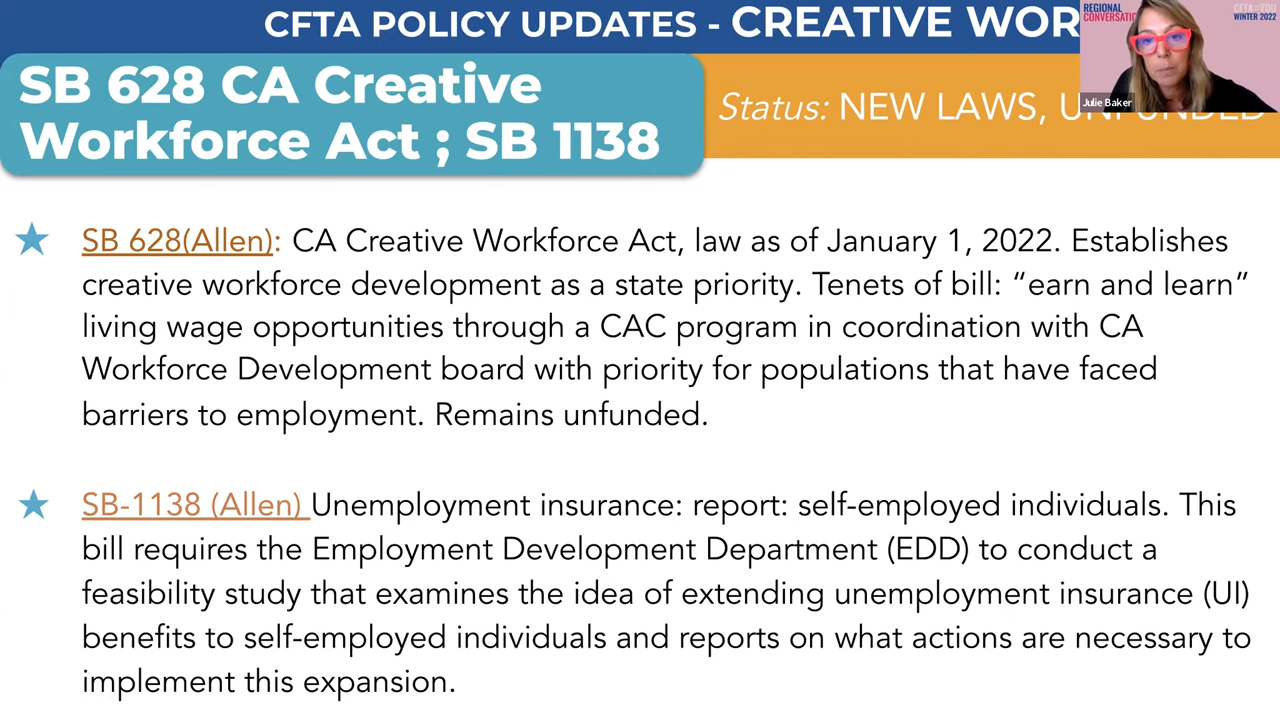 CFTA POLICY UPDATES - CREATIVE WOR
REGIONAL
CONVERSATIO
CFTA=YOU
WINTER 2022
Julie Baker
SB 628 CA Creative
Workforce Act ; SB 1138
Status: NEW LAWS, UNFUNDED
SB 628(Allen): CA Creative Workforce Act, law as of January 1, 2022. Establishes
creative workforce development as a state priority. Tenets of bill: “earn and learn”
living wage opportunities through a CAC program in coordination with CA
Workforce Development board with priority for populations that have faced
barriers to employment. Remains unfunded.
SB-1138 (Allen) Unemployment insurance: report: self-employed individuals. This
bill requires the Employment Development Department (EDD) to conduct a
feasibility study that examines the idea of extending unemployment insurance (UI)
benefits to self-employed individuals and reports on what actions are necessary to
implement this expansion.